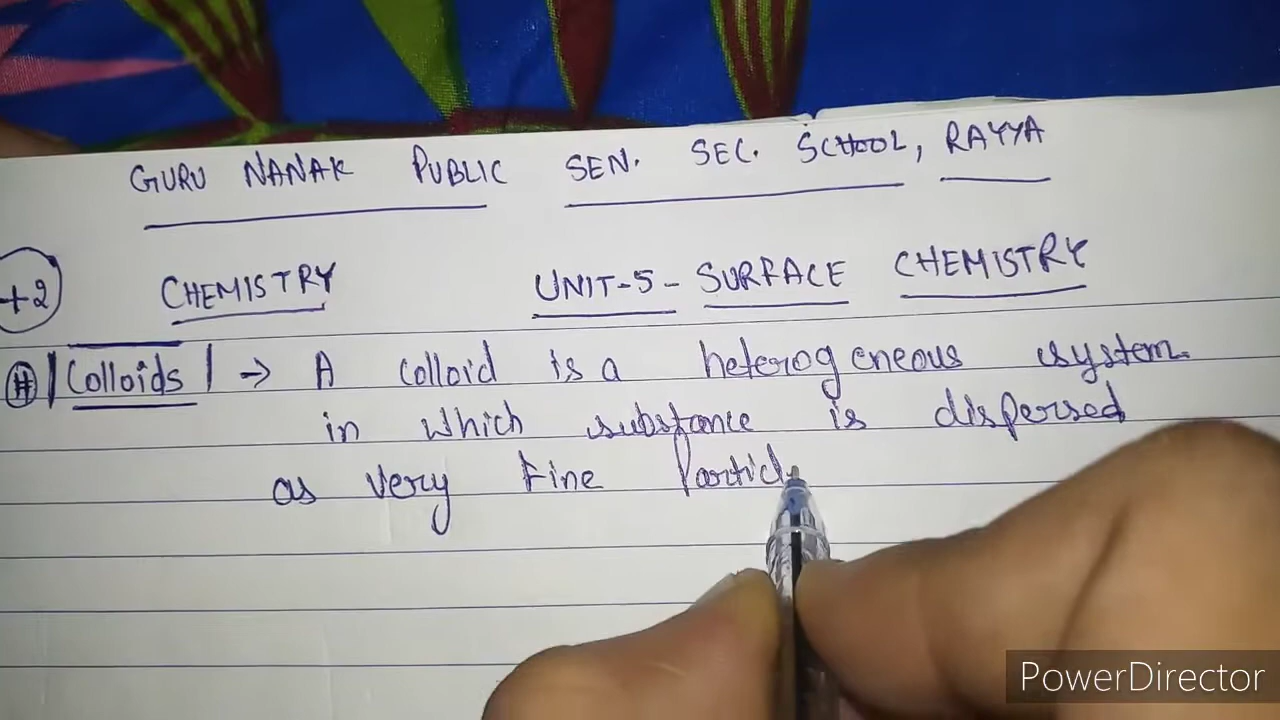 GURU NANAK PUBLIC SEN. SEC. SCHOOL, RAYYA
+2 CHEMISTRY UNIT-5- SURFACE CHEMISTRY
# Colloids → A colloid is a heterogeneous system
in which substance is dispersed
as very Fine Particl
PowerDirector